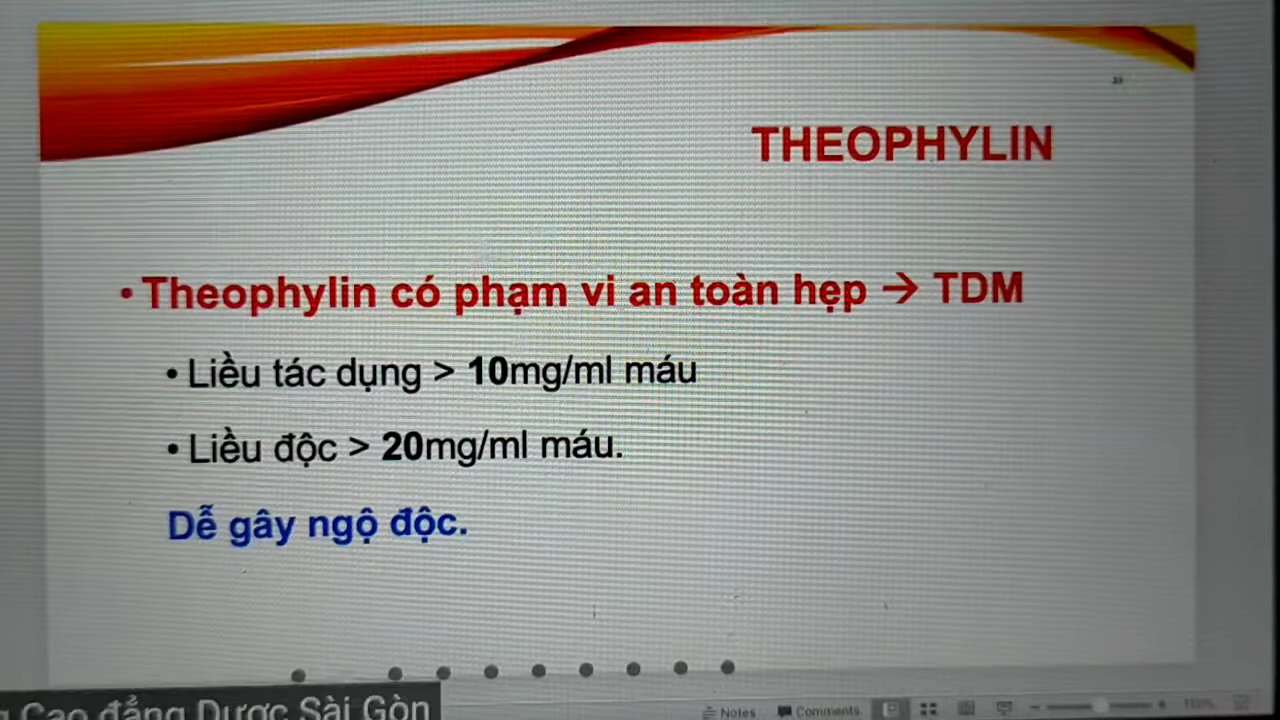 THEOPHYLIN
• Theophylin có phạm vi an toàn hẹp → TDM
• Liều tác dụng > 10mg/ml máu
• Liều độc > 20mg/ml máu.
Dễ gây ngộ độc.
Cao đẳng Dược Sài Gòn
Notes
Comments